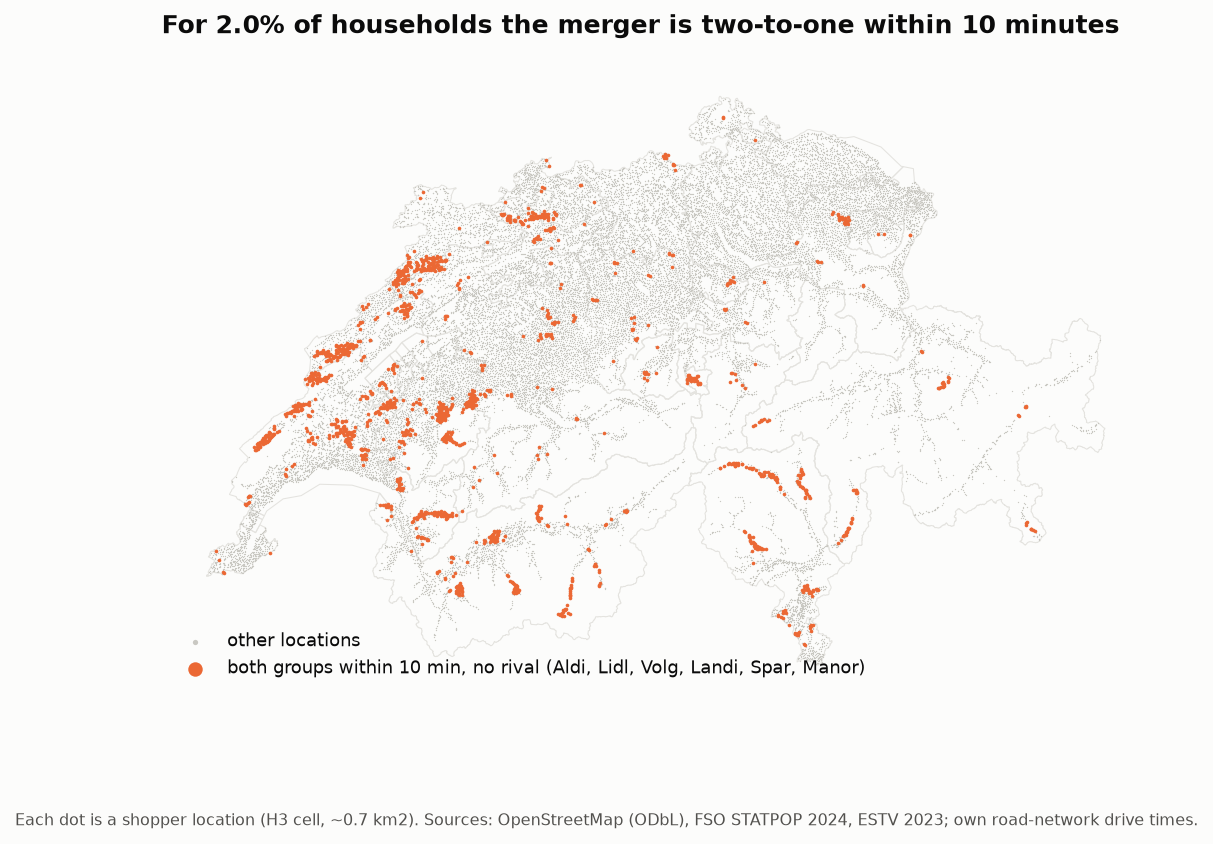 For 2.0% of households the merger is two-to-one within 10 minutes
other locations
both groups within 10 min, no rival (Aldi, Lidl, Volg, Landi, Spar, Manor)
Each dot is a shopper location (H3 cell, ~0.7 km2). Sources: OpenStreetMap (ODbL), FSO STATPOP 2024, ESTV 2023; own road-network drive times.